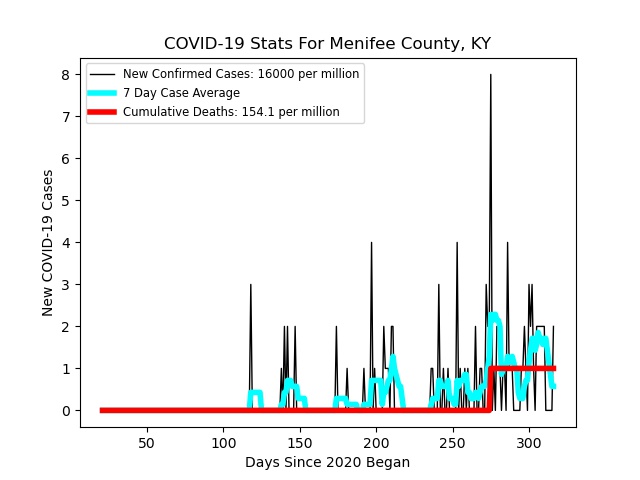 COVID-19 Stats For Menifee County, KY
New Confirmed Cases: 16000 per million
7 Day Case Average
Cumulative Deaths: 154.1 per million
New COVID-19 Cases
8
7
6
5
4
3
2
1
0
50 100 150 200 250 300
Days Since 2020 Began